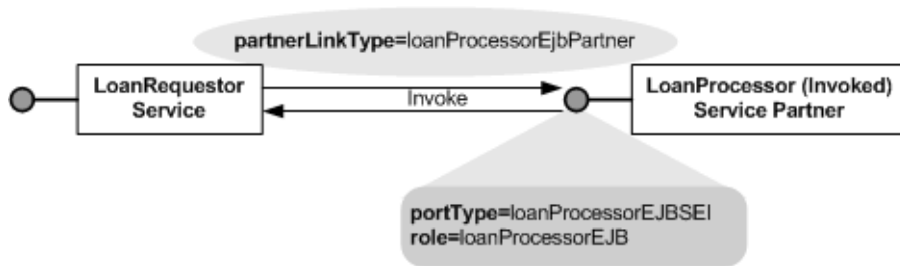 partnerLinkType=loanProcessorEjbPartner
LoanRequestor
Service
Invoke
LoanProcessor (Invoked)
Service Partner
portType=loanProcessorEJBSEI
role=loanProcessorEJB